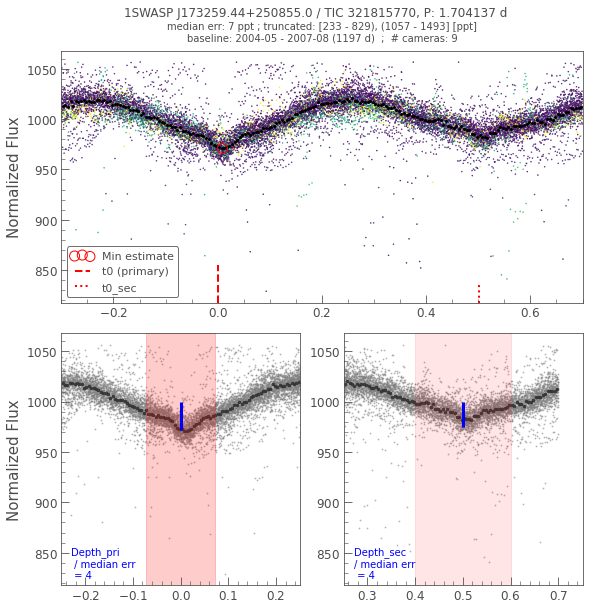 1SWASP J173259.44+250855.0 / TIC 321815770, P: 1.704137 d
median err: 7 ppt ; truncated: [233 - 829), (1057 - 1493] [ppt]
baseline: 2004-05 - 2007-08 (1197 d)  ;  # cameras: 9
Normalized Flux
1050
1000
950
900
850
Min estimate
t0 (primary)
t0_sec
−0.2
0.0
0.2
0.4
0.6
Normalized Flux
1050
1000
950
900
850
Depth_pri
/ median err
= 4
−0.2
−0.1
0.0
0.1
0.2
1050
1000
950
900
850
Depth_sec
/ median err
= 4
0.3
0.4
0.5
0.6
0.7